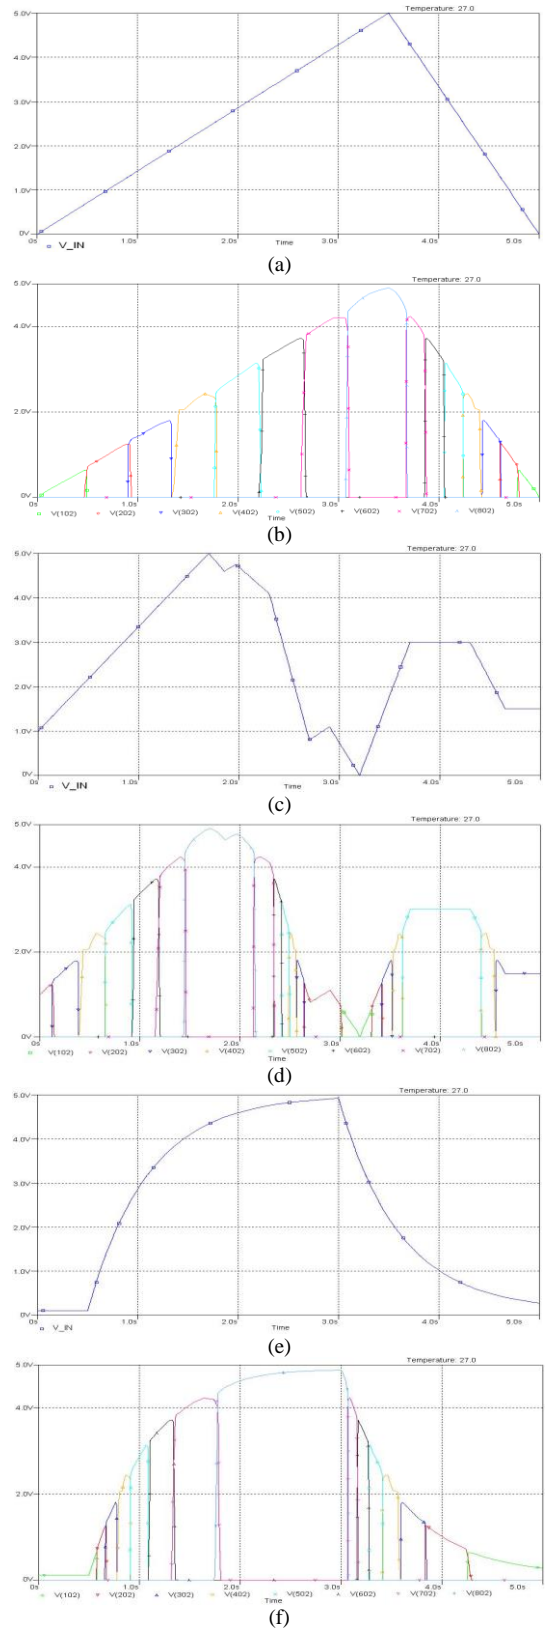 Temperature: 27.0
5.0V
4.0V
3.0V
2.0V
1.0V
0V
0s 1.0s 2.0s 3.0s 4.0s 5.0s
Time
V_IN
(a)
Temperature: 27.0
5.0V
4.0V
2.0V
0V
0s 1.0s 2.0s 3.0s 4.0s 5.0s
Time
V(102) V(202) V(302) V(402) V(502) V(602) V(702) V(802)
(b)
Temperature: 27.0
5.0V
4.0V
3.0V
2.0V
1.0V
0V
0s 1.0s 2.0s 3.0s 4.0s 5.0s
Time
V_IN
(c)
Temperature: 27.0
5.0V
4.0V
2.0V
0V
0s 1.0s 2.0s 3.0s 4.0s 5.0s
Time
V(102) V(202) V(302) V(402) V(502) V(602) V(702) V(802)
(d)
Temperature: 27.0
5.0V
4.0V
3.0V
2.0V
1.0V
0V
0s 1.0s 2.0s 3.0s 4.0s 5.0s
Time
V_IN
(e)
Temperature: 27.0
5.0V
4.0V
2.0V
0V
0s 1.0s 2.0s 3.0s 4.0s 5.0s
V(102) V(202) V(302) V(402) V(502) V(602) V(702) V(802)
Time
(f)